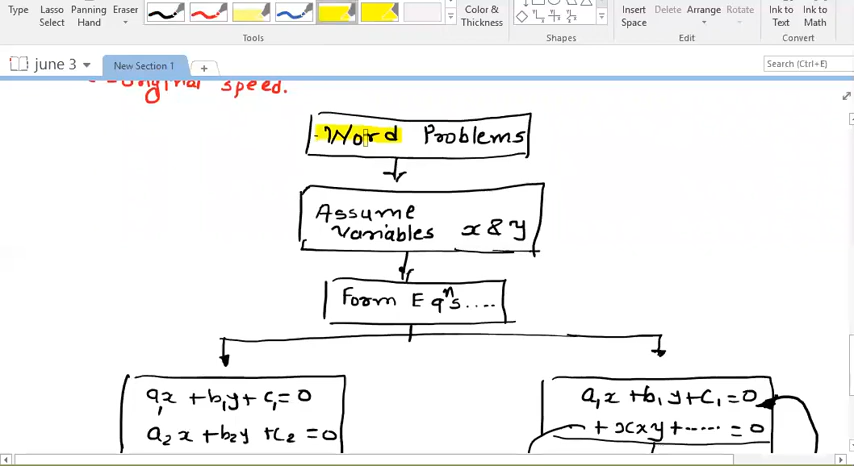 Type
Lasso Select
Panning Hand
Eraser
Color & Thickness
Insert Space
Delete
Arrange
Rotate
Ink to Text
Ink to Math
Tools
Shapes
Edit
Convert
june 3
New Section 1
Search (Ctrl+E)
original speed.
Word Problems
Assume
Variables x & y
Form Eqⁿs....
a₁x + b₁y + c₁ = 0
a₂x + b₂y + c₂ = 0
a₁x + b₁y + c₁ = 0
+ xxy + ...... = 0